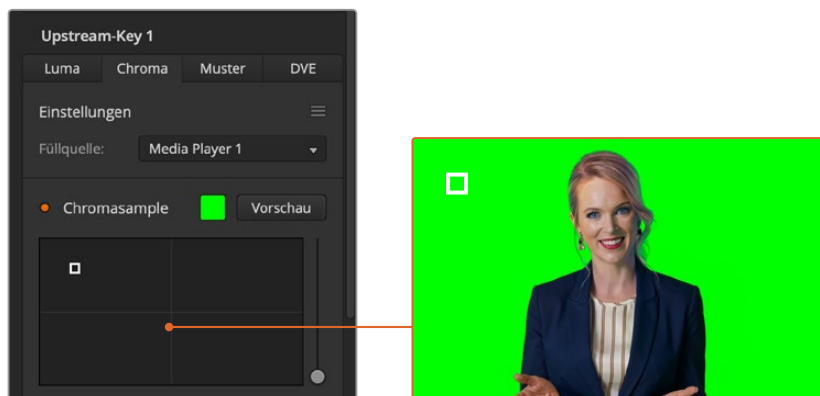 Upstream-Key 1
Luma Chroma Muster DVE
Einstellungen
Füllquelle: Media Player 1
Chromasample Vorschau